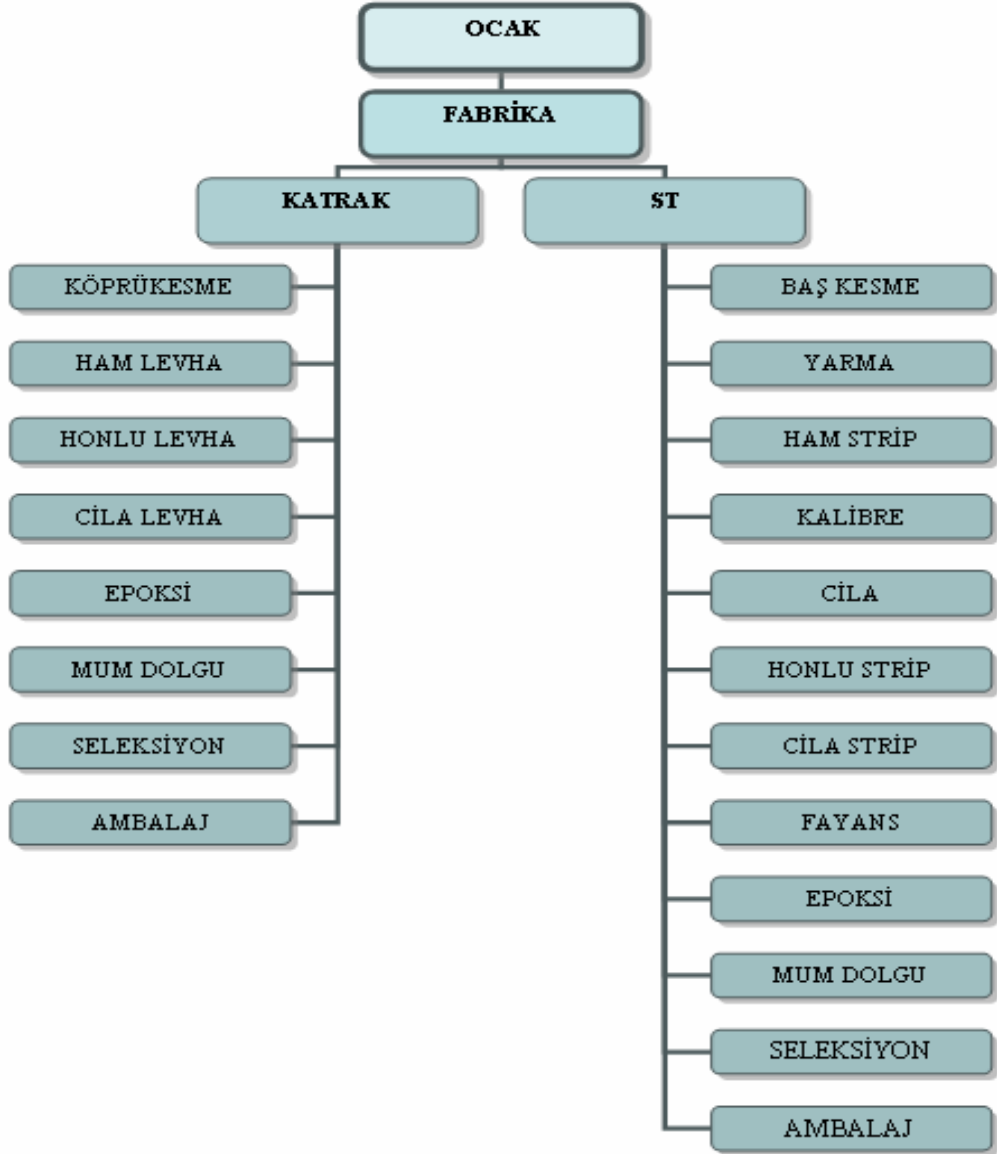 OCAK
FABRİKA
KATRAK
KÖPRÜKESME
HAM LEVHA
HONLU LEVHA
CİLA LEVHA
EPOKSİ
MUM DOLGU
SELEKSİYON
AMBALAJ
ST
BAŞ KESME
YARMA
HAM STRİP
KALİBRE
CİLA
HONLU STRİP
CİLA STRİP
FAYANS
EPOKSİ
MUM DOLGU
SELEKSİYON
AMBALAJ